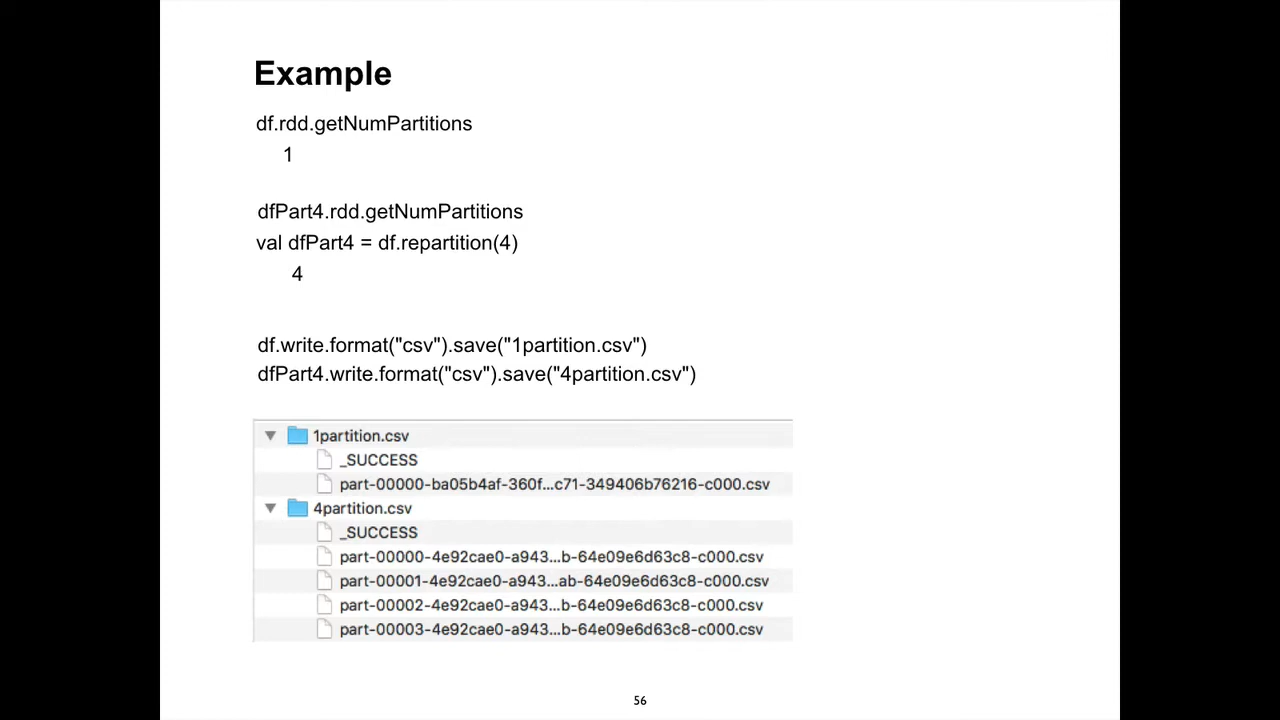 Example
df.rdd.getNumPartitions
1
dfPart4.rdd.getNumPartitions
val dfPart4 = df.repartition(4)
4
df.write.format("csv").save("1partition.csv")
dfPart4.write.format("csv").save("4partition.csv")
1partition.csv
_SUCCESS
part-00000-ba05b4af-360f...c71-349406b76216-c000.csv
4partition.csv
_SUCCESS
part-00000-4e92cae0-a943...b-64e09e6d63c8-c000.csv
part-00001-4e92cae0-a943...ab-64e09e6d63c8-c000.csv
part-00002-4e92cae0-a943...b-64e09e6d63c8-c000.csv
part-00003-4e92cae0-a943...b-64e09e6d63c8-c000.csv
56